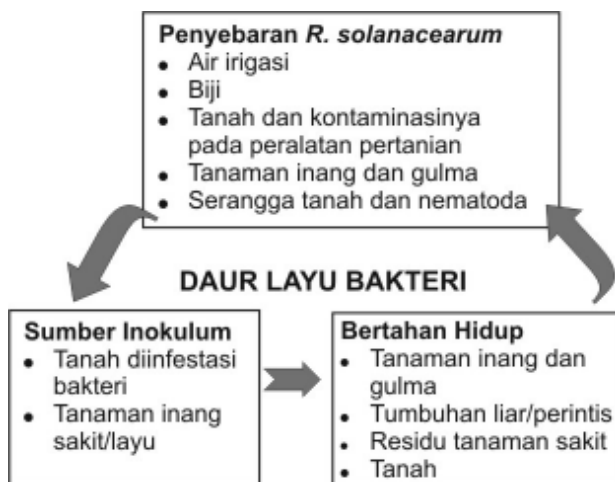 Penyebaran R. solanacearum
• Air irigasi
• Biji
• Tanah dan kontaminasinya
pada peralatan pertanian
• Tanaman inang dan gulma
• Serangga tanah dan nematoda
DAUR LAYU BAKTERI
Sumber Inokulum
• Tanah diinfestasi
bakteri
• Tanaman inang
sakit/layu
Bertahan Hidup
• Tanaman inang dan
gulma
• Tumbuhan liar/perintis
• Residu tanaman sakit
• Tanah